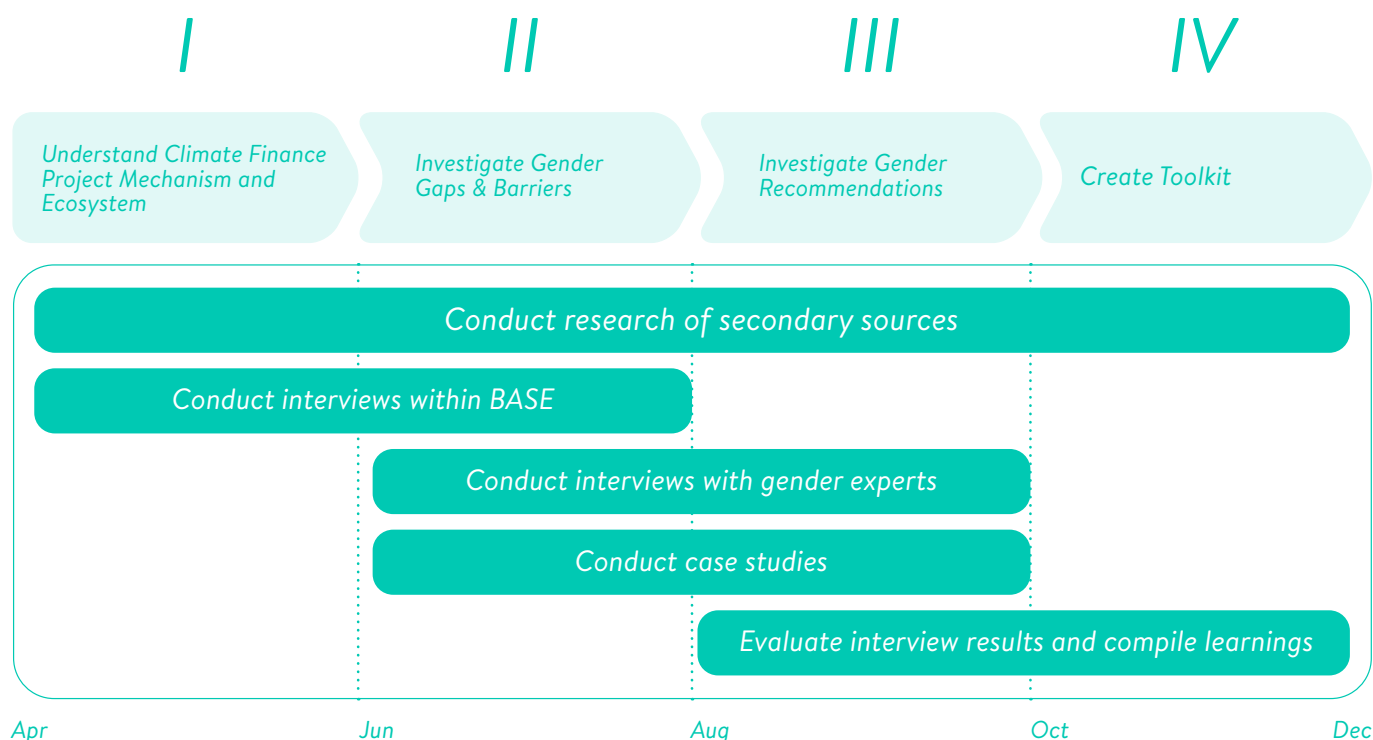 I
II
III
IV
Understand Climate Finance
Project Mechanism and
Ecosystem
Investigate Gender
Gaps & Barriers
Investigate Gender
Recommendations
Create Toolkit
Conduct research of secondary sources
Conduct interviews within BASE
Conduct interviews with gender experts
Conduct case studies
Evaluate interview results and compile learnings
Apr
Jun
Aug
Oct
Dec